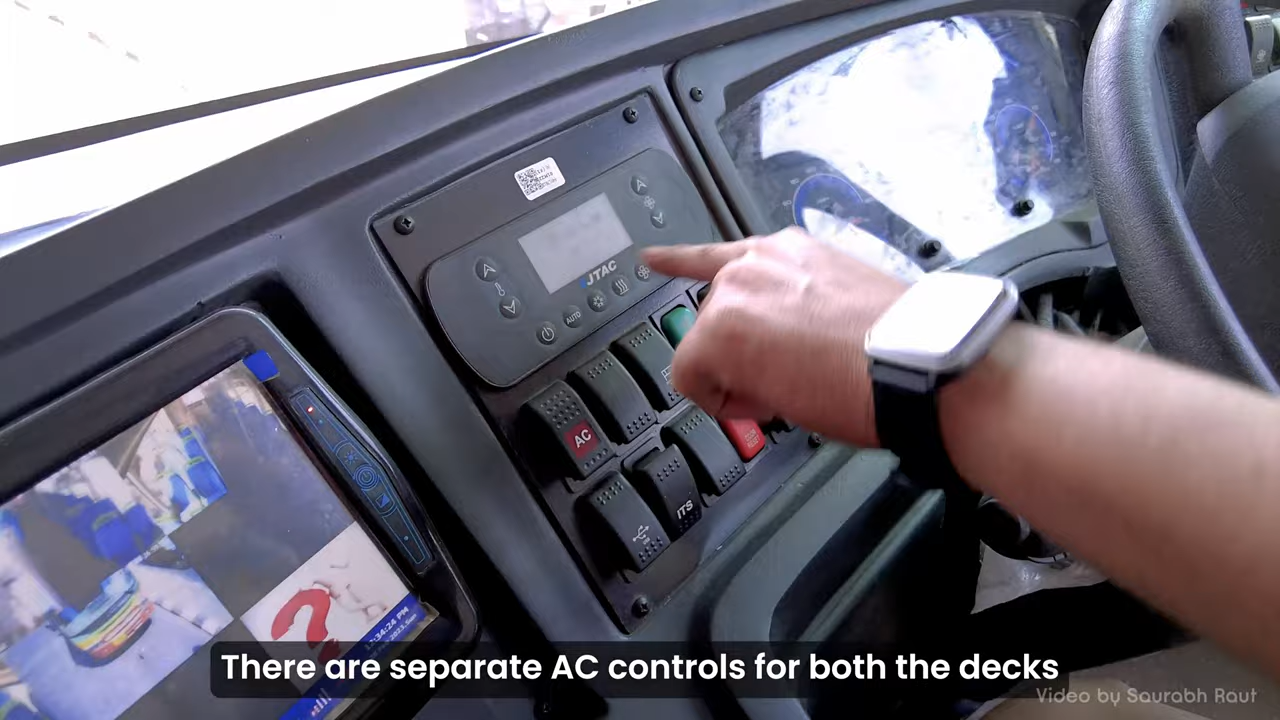 JTAC
AUTO
AC
ITS
?
There are separate AC controls for both the decks
Video by Saurabh Raut